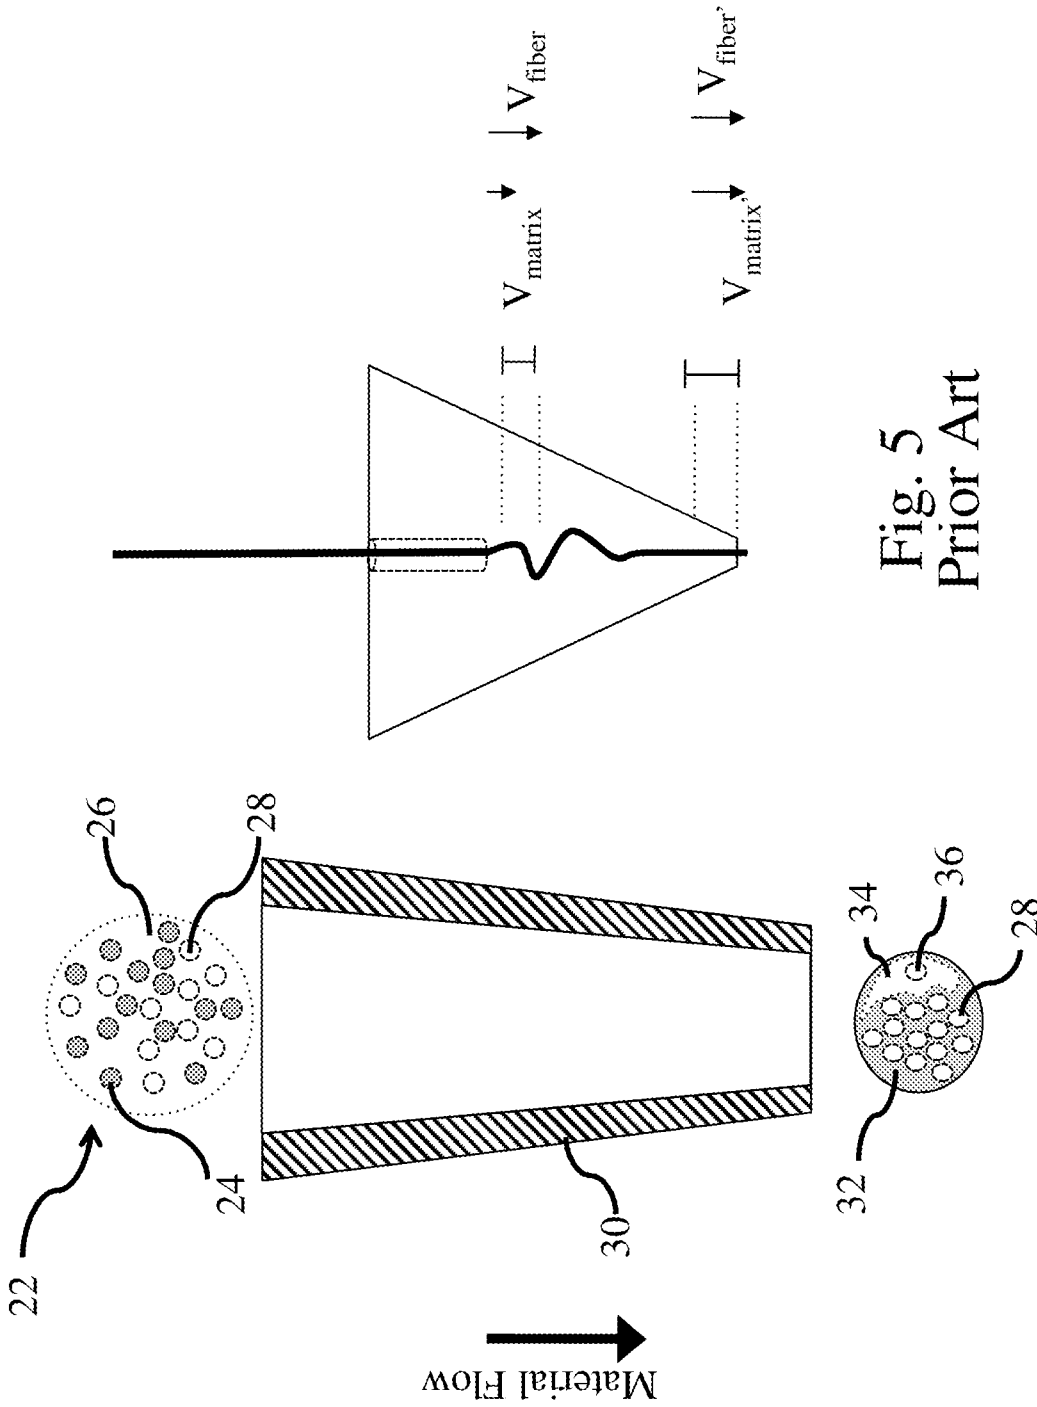 22
24
26
28
30
32
34
36
28
Material Flow
V_matrix
V_fiber
V_matrix'
V_fiber'
Fig. 5
Prior Art